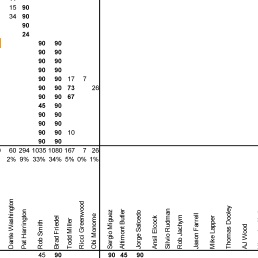 15 90
34 90
90
24
90 90
90 90
90 90
90 90 17 7
90 90 73 26
90 90 67
45 90
90 90
90 90
90 90 10
90 90
60 294 1035 1080 167 7 26
2% 9% 33% 34% 5% 0% 1%
Dante Washington
Pat Harrington
Rob Smith
Brad Friedel
Todd Miller
Ricci Greenwood
Obi Moneme
Sergio Miguez
Altimont Butler
Jorge Salcedo
Ansil Elcock
Silvio Rudman
Rob Jachym
Jason Farrell
Mike Lapper
Thomas Dooley
AJ Wood
45 90 90 45 90